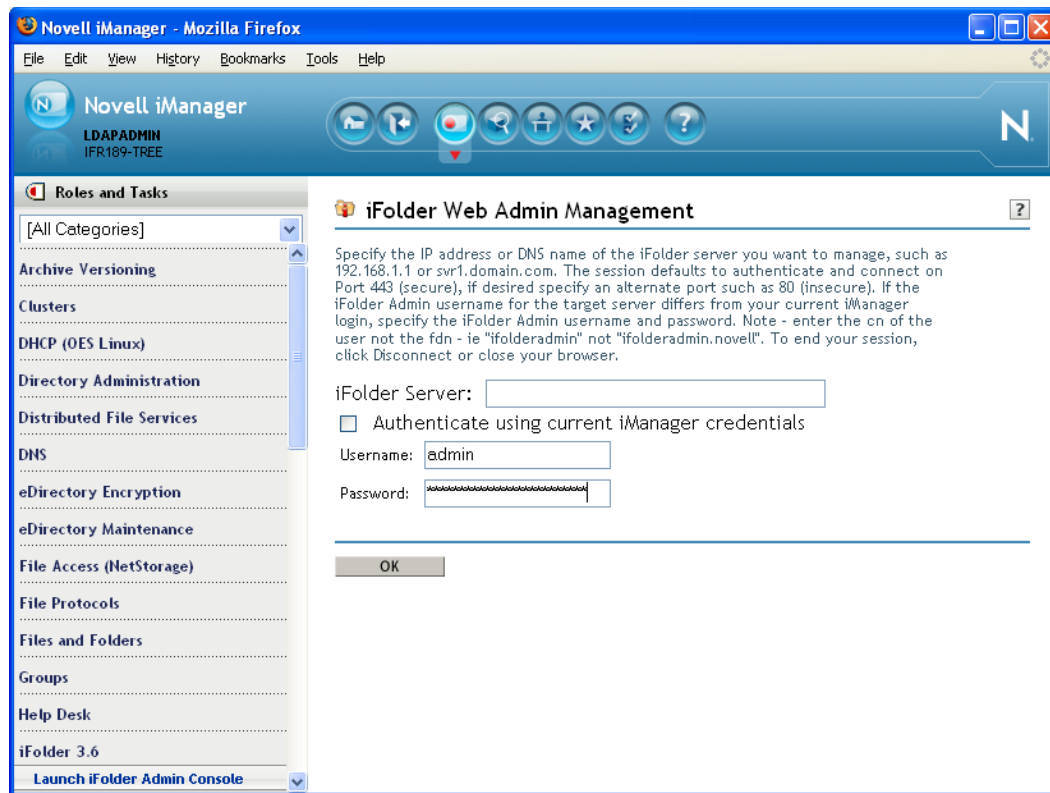 Novell iManager - Mozilla Firefox
File Edit View History Bookmarks Tools Help
N
Novell iManager
LDAPADMIN
IFR189-TREE
?
N
Roles and Tasks
[All Categories]
Archive Versioning
Clusters
DHCP (OES Linux)
Directory Administration
Distributed File Services
DNS
eDirectory Encryption
eDirectory Maintenance
File Access (NetStorage)
File Protocols
Files and Folders
Groups
Help Desk
iFolder 3.6
Launch iFolder Admin Console
iFolder Web Admin Management
?
Specify the IP address or DNS name of the iFolder server you want to manage, such as
192.168.1.1 or svr1.domain.com. The session defaults to authenticate and connect on
Port 443 (secure), if desired specify an alternate port such as 80 (insecure). If the
iFolder Admin username for the target server differs from your current iManager
login, specify the iFolder Admin username and password. Note - enter the cn of the
user not the fdn - ie "ifolderadmin" not "ifolderadmin.novell". To end your session,
click Disconnect or close your browser.
iFolder Server:
Authenticate using current iManager credentials
Username: admin
Password:
OK